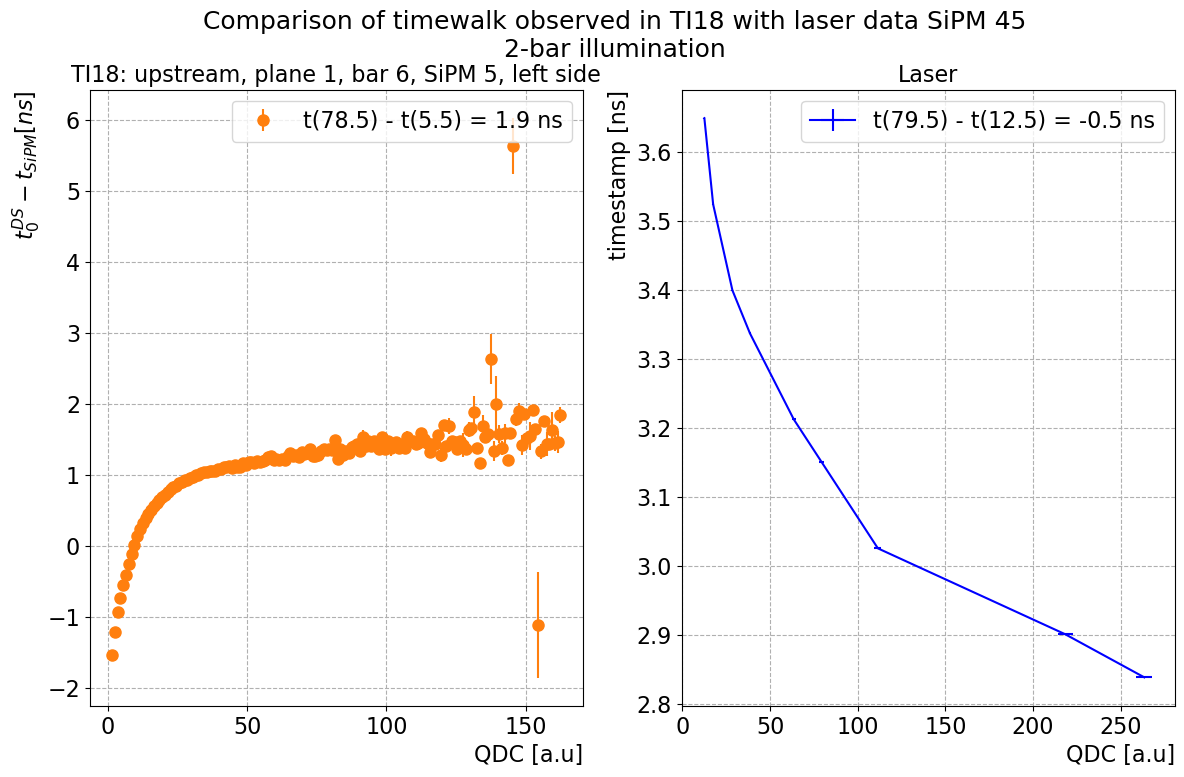 Comparison of timewalk observed in TI18 with laser data SiPM 45
2-bar illumination
TI18: upstream, plane 1, bar 6, SiPM 5, left side
t(78.5) - t(5.5) = 1.9 ns
t₀ᴰˢ − t_SiPM[ns]
6
5
4
3
2
1
0
−1
−2
0 50 100 150
QDC [a.u]
Laser
t(79.5) - t(12.5) = -0.5 ns
timestamp [ns]
3.6
3.5
3.4
3.3
3.2
3.1
3.0
2.9
2.8
0 50 100 150 200 250
QDC [a.u]